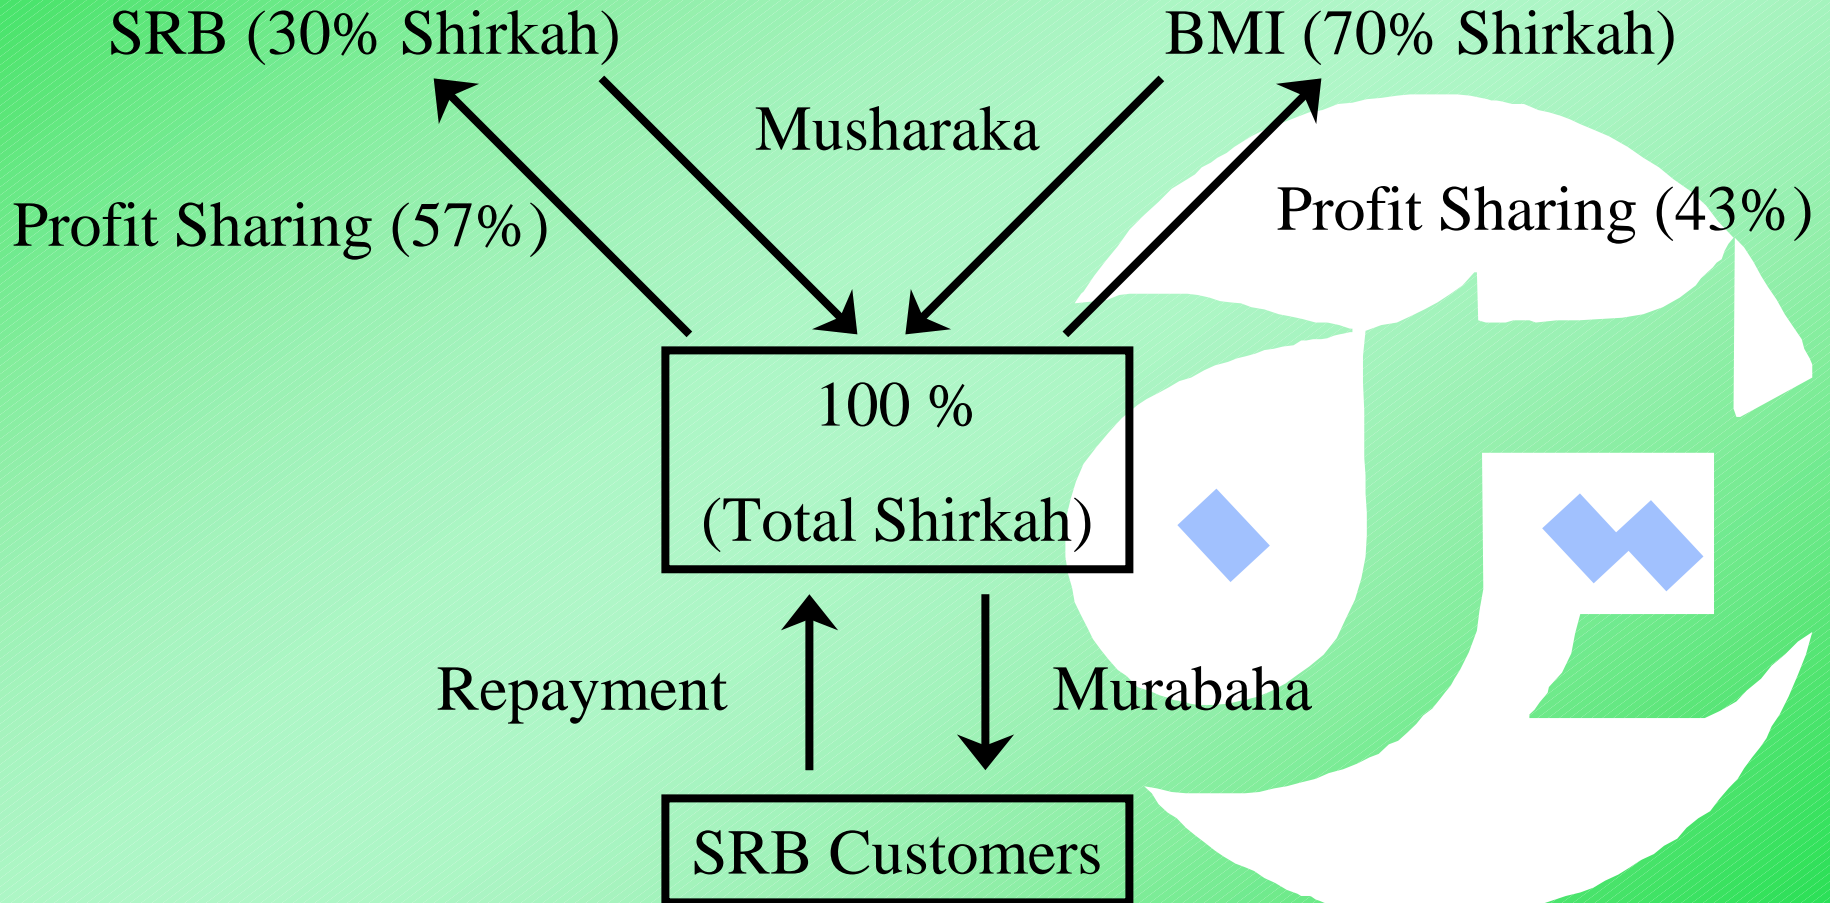 SRB (30% Shirkah)
BMI (70% Shirkah)
Musharaka
Profit Sharing (57%)
Profit Sharing (43%)
100 %
(Total Shirkah)
Repayment
Murabaha
SRB Customers